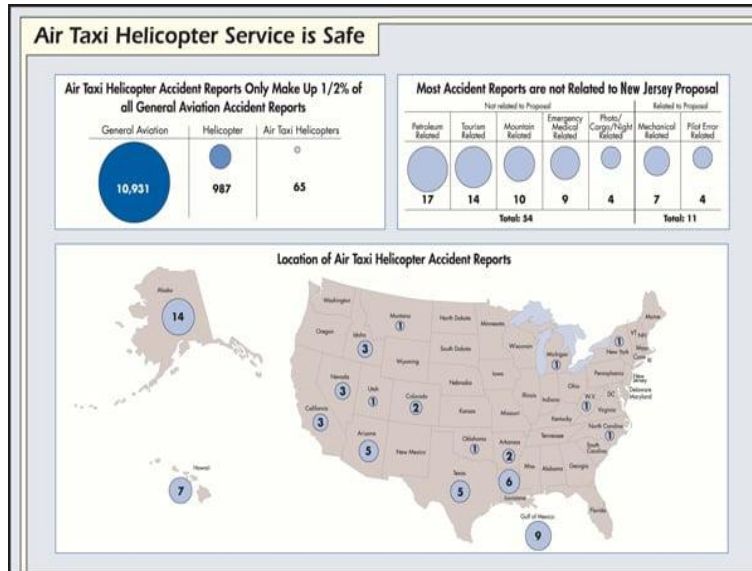 Air Taxi Helicopter Service is Safe
Air Taxi Helicopter Accident Reports Only Make Up 1/2% of
all General Aviation Accident Reports
General Aviation
Helicopter
Air Taxi Helicopters
10,931
987
65
Most Accident Reports are not Related to New Jersey Proposal
Not related to Proposal
Related to Proposal
Petroleum
Related
Tourism
Related
Mountain
Related
Emergency
Medical
Related
Photo/
Cargo/Night
Related
Mechanical
Related
Pilot Error
Related
17
14
10
9
4
7
4
Total: 54
Total: 11
Location of Air Taxi Helicopter Accident Reports
Alaska
14
Hawaii
7
Washington
Oregon
Idaho
3
Montana
1
North Dakota
Minnesota
South Dakota
Wyoming
Wisconsin
Michigan
1
VT
NH
Maine
1
New York
Mass
Conn
RI
Nevada
3
Utah
1
Colorado
2
Nebraska
Iowa
Illinois
Indiana
Ohio
Pennsylvania
New
Jersey
Delaware
Maryland
DC
W.V.
1
Virginia
California
3
Kansas
Missouri
Kentucky
North Carolina
1
Tennessee
South
Carolina
Arizona
5
New Mexico
Oklahoma
1
Arkansas
2
Miss
Alabama
Georgia
Texas
5
6
Louisiana
Florida
Gulf of Mexico
9